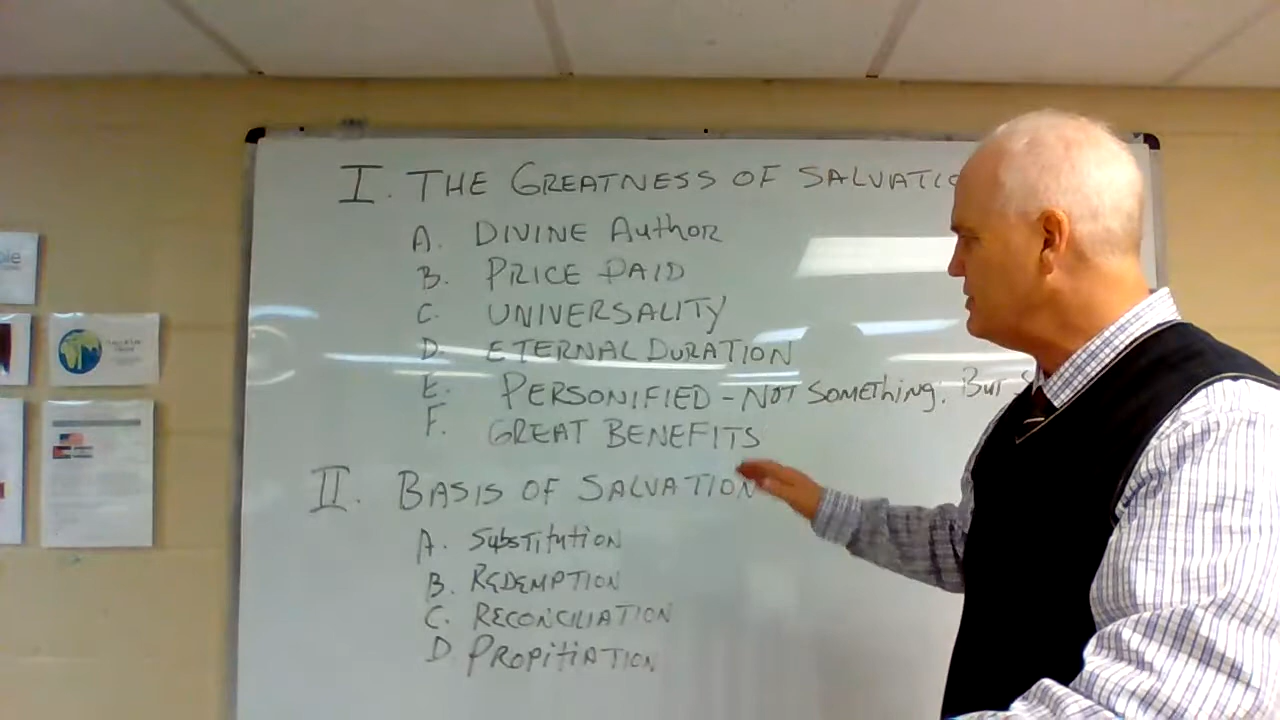 I. THE GREATNESS OF SALVATIO
A. DIVINE AuthoR
B. PRICE PAID
C. UNIVERSALITY
D. ETERNAL DURATION
E. PERSONIFIED - NOT SOMEthINg. But S
F. GREAT BENEFITS
II. BASIS OF SALVATION
A. SubStitutiON
B. REDEMPTION
C. RECONCILIATION
D. PROPitiATION